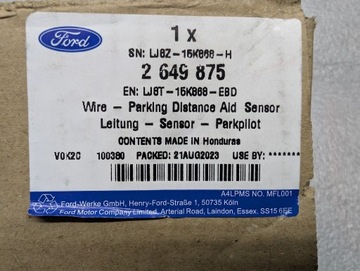 Ford
1 x
SN: LJ8Z-15K868-H
2 649 875
EN: LJ8T-15K868-EBD
Wire - Parking Distance Aid Sensor
Leitung - Sensor - Parkpilot
CONTENTS MADE IN Honduras
V0K2C 100380 PACKED: 21AUG2023 USE BY: *******
A4LPMS NO. MFL001
Ford-Werke GmbH, Henry-Ford-Straße 1, 50735 Köln
Ford Motor Company Limited, Arterial Road, Laindon, Essex. SS15 6EE